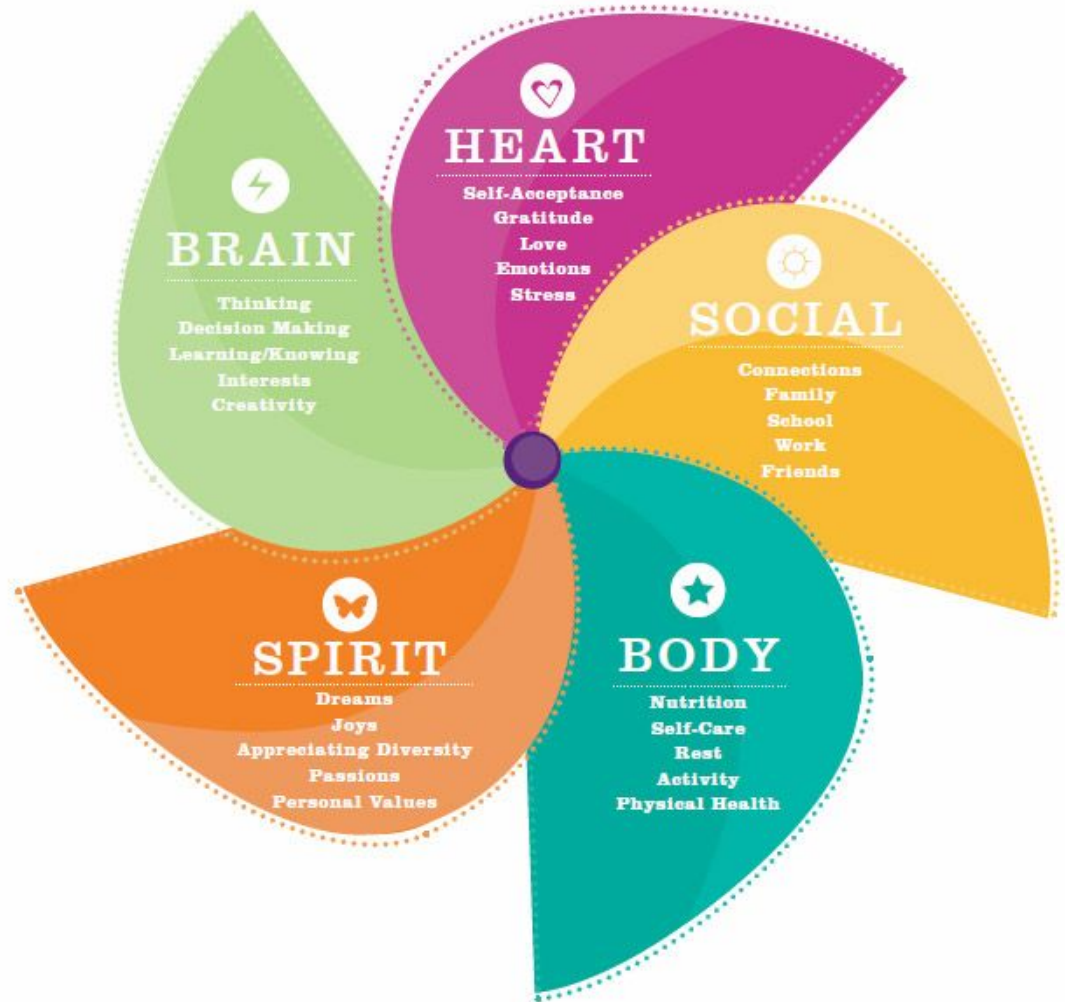 HEART
Self-Acceptance
Gratitude
Love
Emotions
Stress
BRAIN
Thinking
Decision Making
Learning/Knowing
Interests
Creativity
SOCIAL
Connections
Family
School
Work
Friends
SPIRIT
Dreams
Joys
Appreciating Diversity
Passions
Personal Values
BODY
Nutrition
Self-Care
Rest
Activity
Physical Health